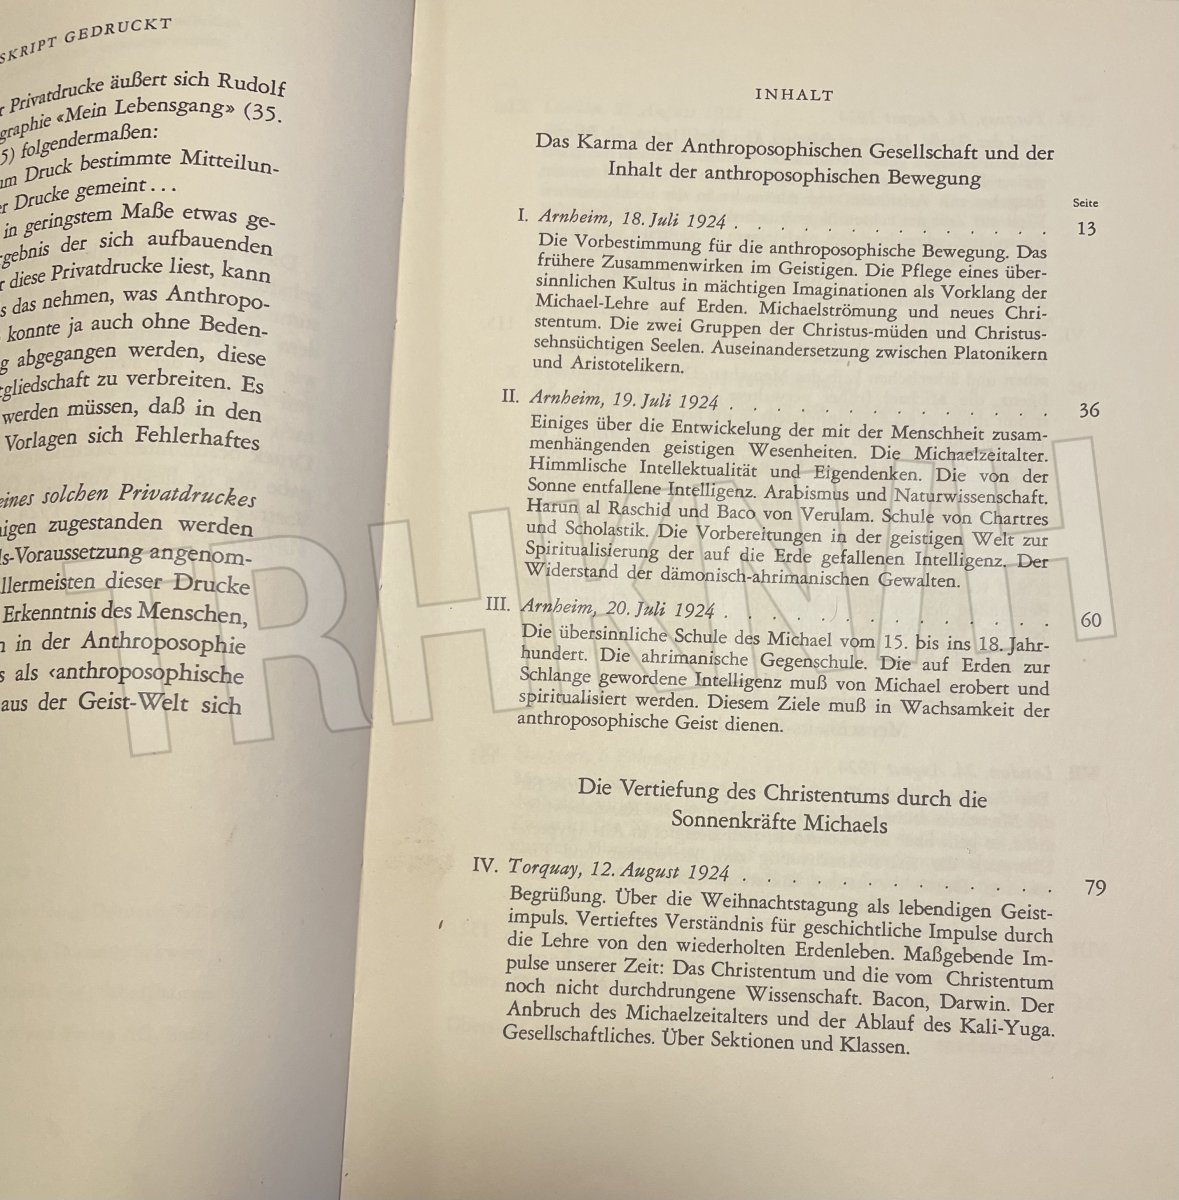 SKRIPT GEDRUCKT
Privatdrucke äußert sich Rudolf
graphie «Mein Lebensgang» (35.
5) folgendermaßen:
Druck bestimmte Mitteilun-
Drucke gemeint...
in geringstem Maße etwas ge-
gebnis der sich aufbauenden
diese Privatdrucke liest, kann
das nehmen, was Anthropo-
konnte ja auch ohne Beden-
abgegangen werden, diese
gliedschaft zu verbreiten. Es
werden müssen, daß in den
Vorlagen sich Fehlerhaftes
eines solchen Privatdruckes
igen zugestanden werden
ls-Voraussetzung angenom-
llermeisten dieser Drucke
Erkenntnis des Menschen,
in der Anthroposophie
als ‹anthroposophische
aus der Geist-Welt sich
INHALT
Das Karma der Anthroposophischen Gesellschaft und der
Inhalt der anthroposophischen Bewegung
Seite
I. Arnheim, 18. Juli 1924 . . . . . . . . . . . . 13
Die Vorbestimmung für die anthroposophische Bewegung. Das
frühere Zusammenwirken im Geistigen. Die Pflege eines über-
sinnlichen Kultus in mächtigen Imaginationen als Vorklang der
Michael-Lehre auf Erden. Michaelströmung und neues Chri-
stentum. Die zwei Gruppen der Christus-müden und Christus-
sehnsüchtigen Seelen. Auseinandersetzung zwischen Platonikern
und Aristotelikern.
II. Arnheim, 19. Juli 1924 . . . . . . . . . . . . 36
Einiges über die Entwickelung der mit der Menschheit zusam-
menhängenden geistigen Wesenheiten. Die Michaelzeitalter.
Himmlische Intellektualität und Eigendenken. Die von der
Sonne entfallene Intelligenz. Arabismus und Naturwissenschaft.
Harun al Raschid und Baco von Verulam. Schule von Chartres
und Scholastik. Die Vorbereitungen in der geistigen Welt zur
Spiritualisierung der auf die Erde gefallenen Intelligenz. Der
Widerstand der dämonisch-ahrimanischen Gewalten.
III. Arnheim, 20. Juli 1924 . . . . . . . . . . . . 60
Die übersinnliche Schule des Michael vom 15. bis ins 18. Jahr-
hundert. Die ahrimanische Gegenschule. Die auf Erden zur
Schlange gewordene Intelligenz muß von Michael erobert und
spiritualisiert werden. Diesem Ziele muß in Wachsamkeit der
anthroposophische Geist dienen.
Die Vertiefung des Christentums durch die
Sonnenkräfte Michaels
IV. Torquay, 12. August 1924 . . . . . . . . . . . . 79
Begrüßung. Über die Weihnachtstagung als lebendigen Geist-
impuls. Vertieftes Verständnis für geschichtliche Impulse durch
die Lehre von den wiederholten Erdenleben. Maßgebende Im-
pulse unserer Zeit: Das Christentum und die vom Christentum
noch nicht durchdrungene Wissenschaft. Bacon, Darwin. Der
Anbruch des Michaelzeitalters und der Ablauf des Kali-Yuga.
Gesellschaftliches. Über Sektionen und Klassen.